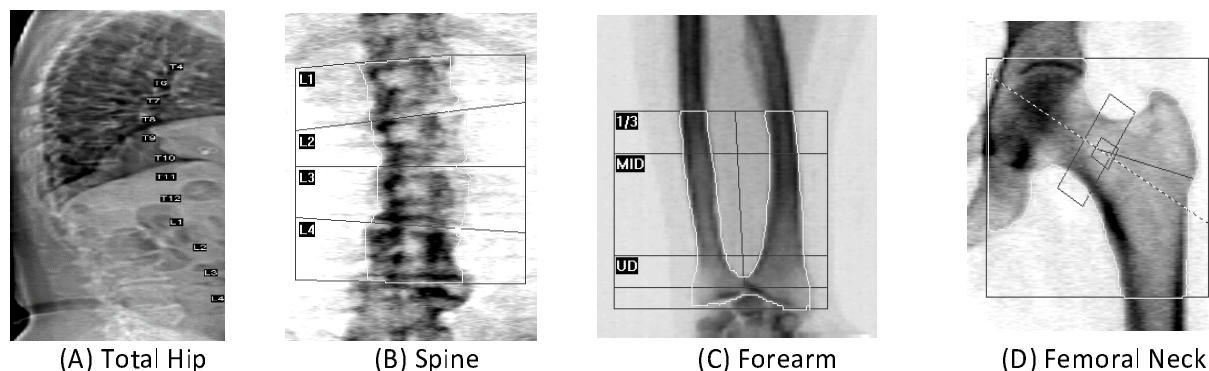 T4
T6
T7
T8
T9
T10
T11
T12
L1
L2
L3
L4
L1
L2
L3
L4
1/3
MID
UD
(A) Total Hip
(B) Spine
(C) Forearm
(D) Femoral Neck